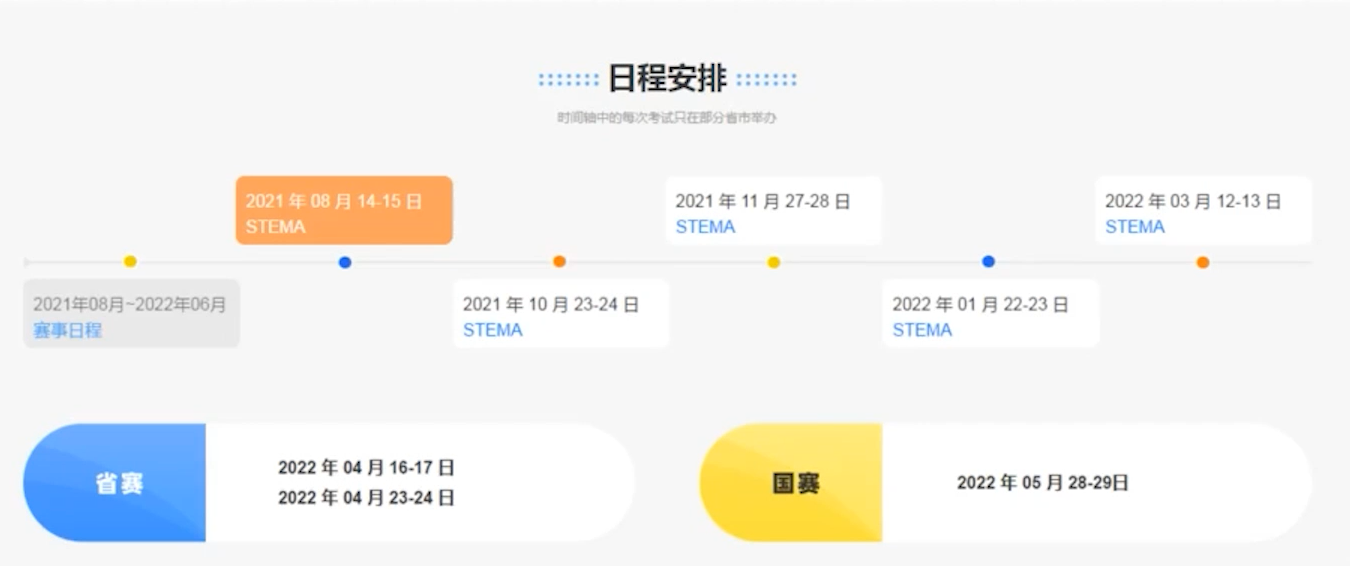 日程安排
时间轴中的每次考试只在部分省市举办
2021 年 08 月 14-15 日
STEMA
2021 年 11 月 27-28 日
STEMA
2022 年 03 月 12-13 日
STEMA
2021年08月~2022年06月
赛事日程
2021 年 10 月 23-24 日
STEMA
2022 年 01 月 22-23 日
STEMA
省赛
2022 年 04 月 16-17 日
2022 年 04 月 23-24 日
国赛
2022 年 05 月 28-29日